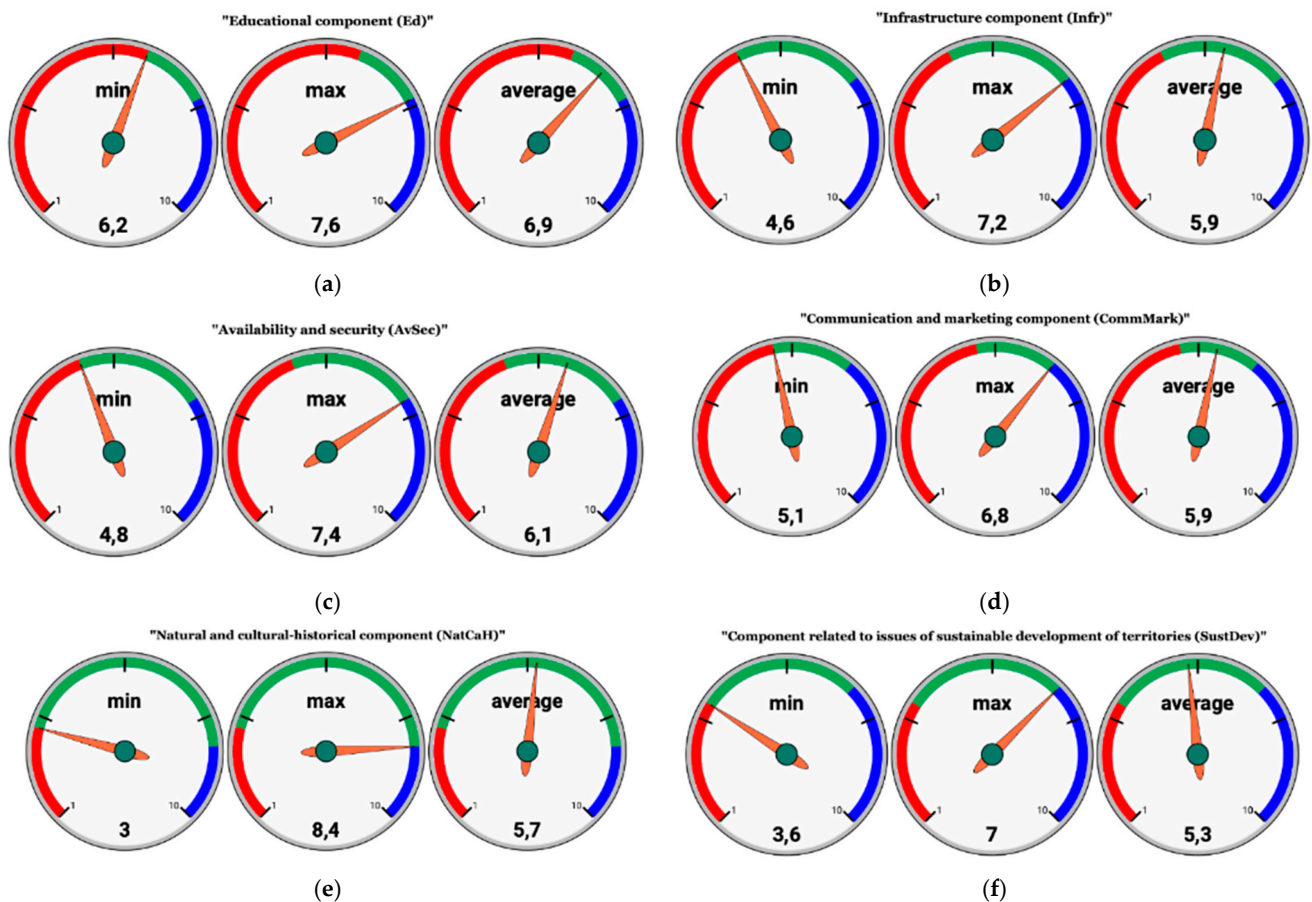 "Educational component (Ed)"
min max average
1 10 1 10 1 10
6,2 7,6 6,9
(a)
"Infrastructure component (Infr)"
min max average
1 10 1 10 1 10
4,6 7,2 5,9
(b)
"Availability and security (AvSec)"
min max average
1 10 1 10 1 10
4,8 7,4 6,1
(c)
"Communication and marketing component (CommMark)"
min max average
1 10 1 10 1 10
5,1 6,8 5,9
(d)
"Natural and cultural-historical component (NatCaH)"
min max average
1 10 1 10 1 10
3 8,4 5,7
(e)
"Component related to issues of sustainable development of territories (SustDev)"
min max average
1 10 1 10 1 10
3,6 7 5,3
(f)